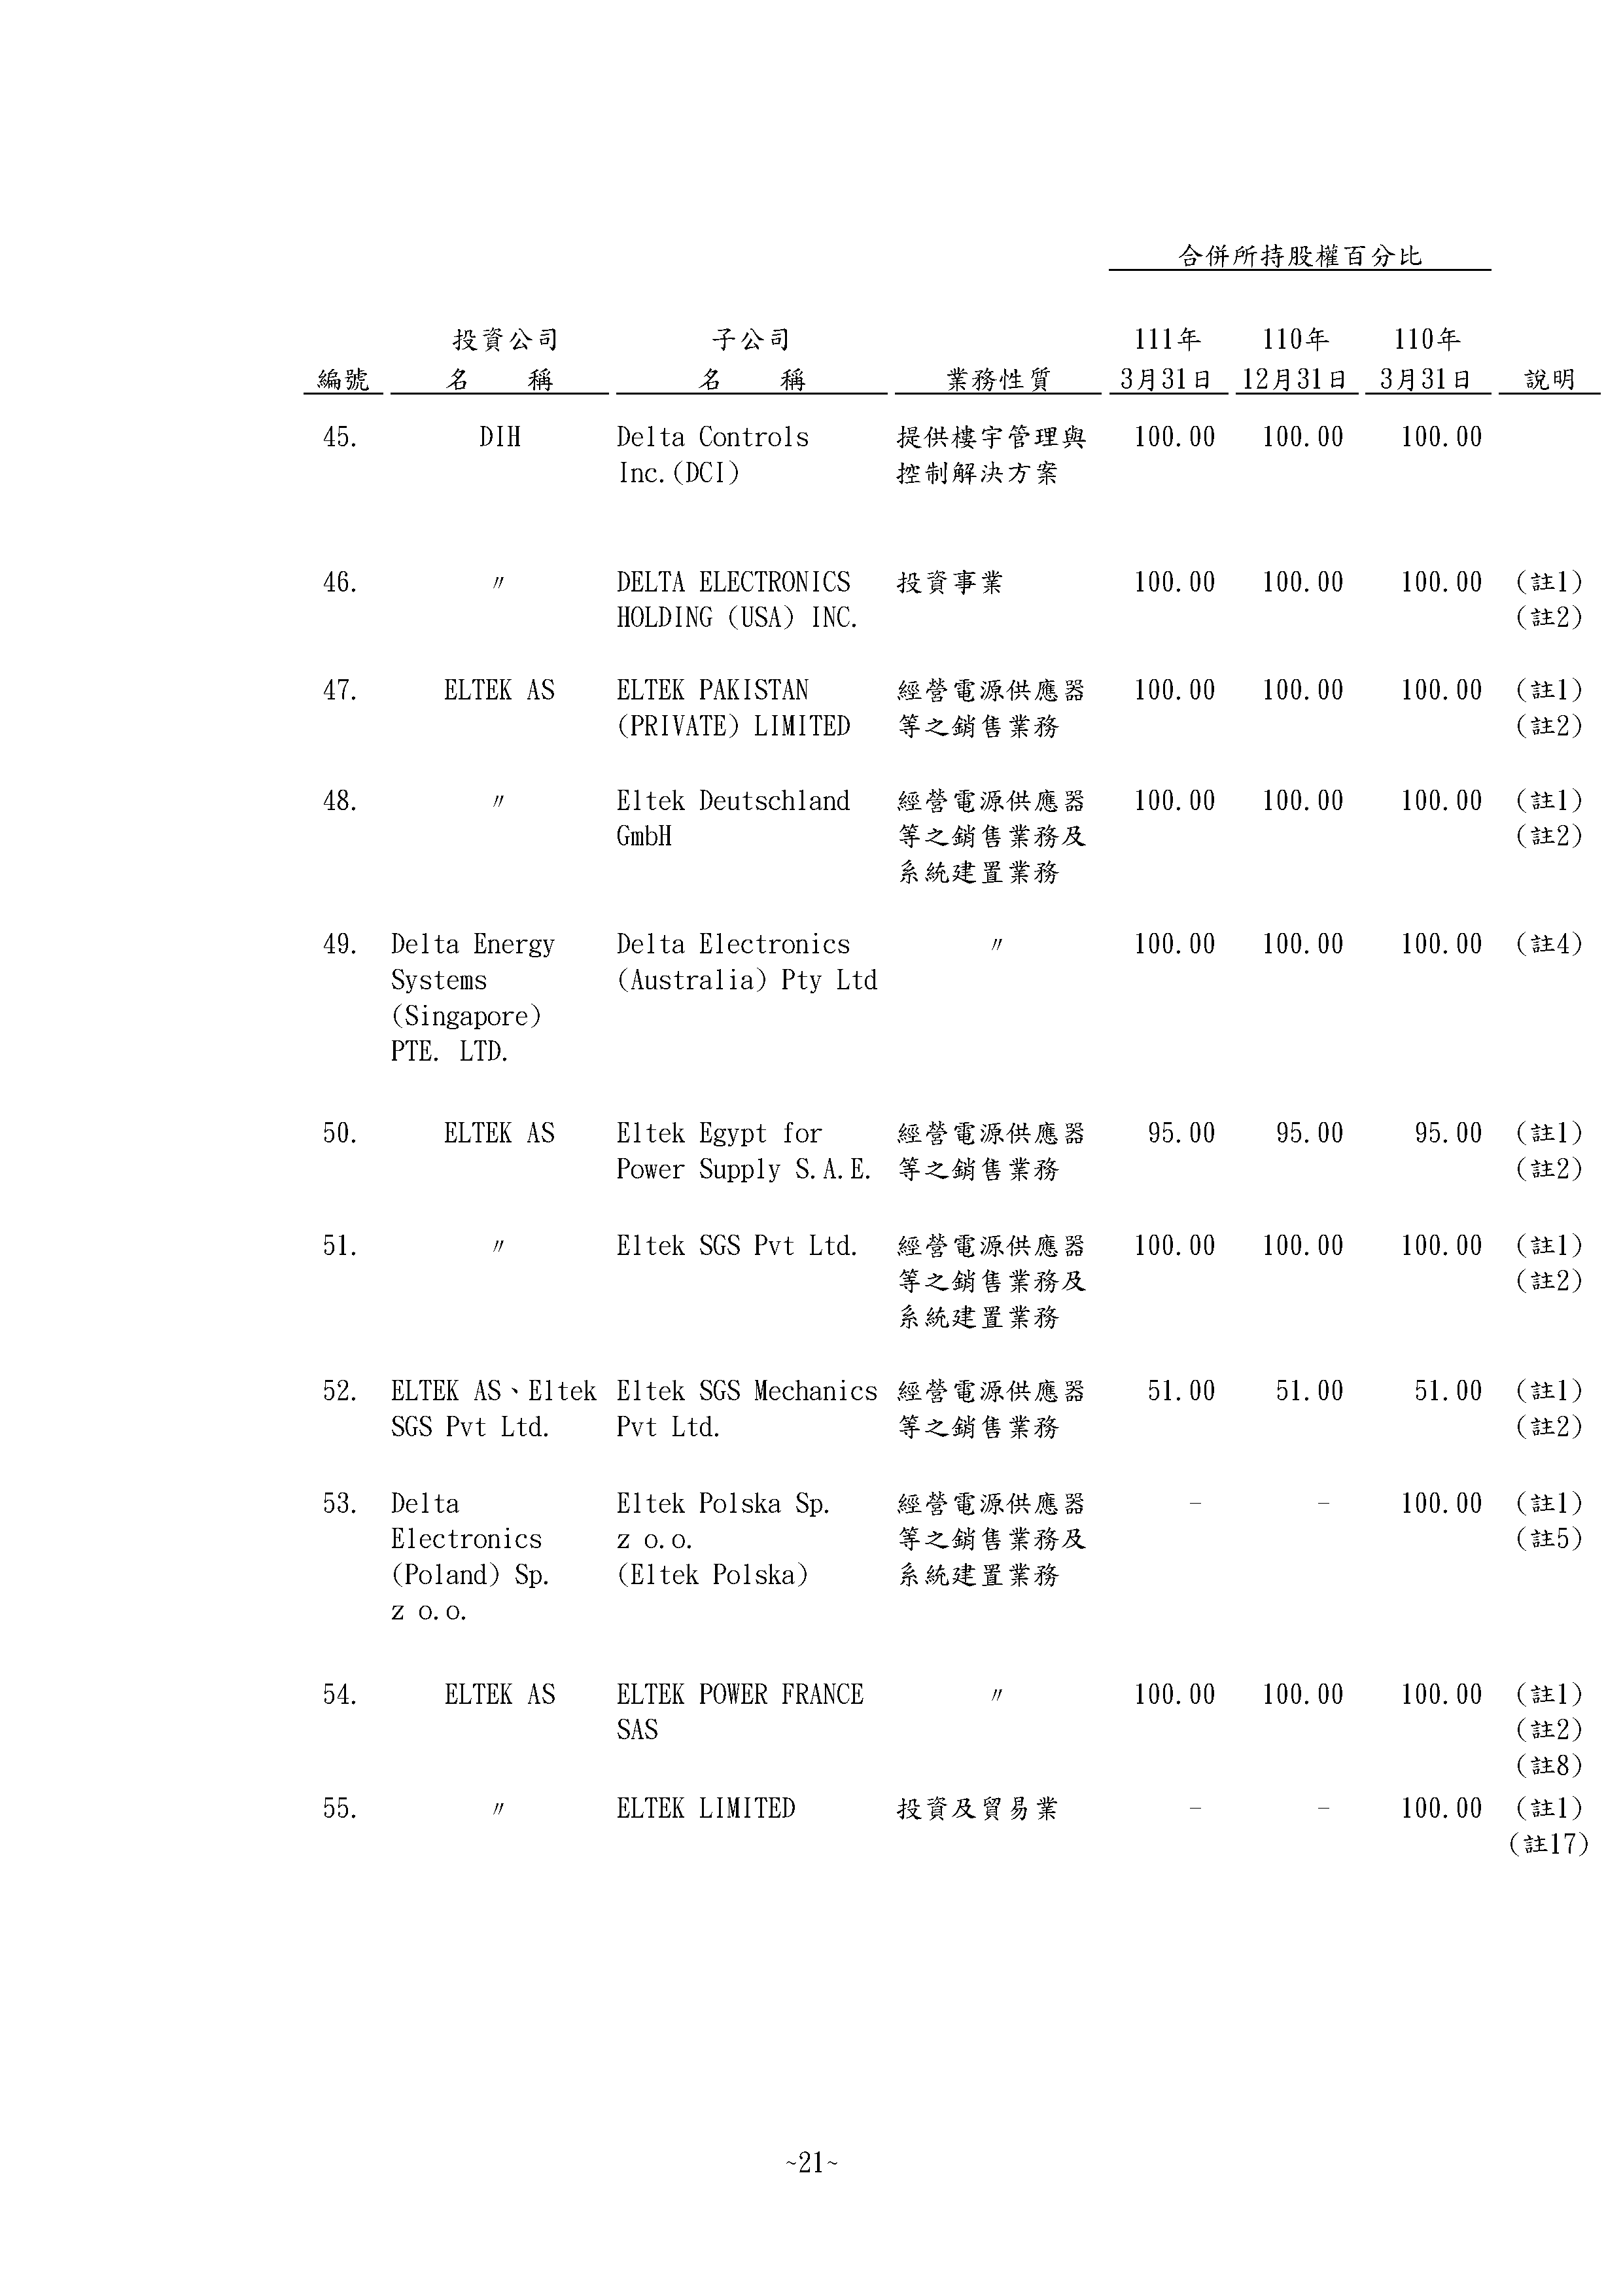 合併所持股權百分比
投資公司 子公司 111年 110年 110年
編號 名 稱 名 稱 業務性質 3月31日 12月31日 3月31日 說明
45. DIH Delta Controls 提供樓宇管理與 100.00 100.00 100.00
Inc.(DCI) 控制解決方案
46. 〃 DELTA ELECTRONICS 投資事業 100.00 100.00 100.00 (註1)
HOLDING (USA) INC. (註2)
47. ELTEK AS ELTEK PAKISTAN 經營電源供應器 100.00 100.00 100.00 (註1)
(PRIVATE) LIMITED 等之銷售業務 (註2)
48. 〃 Eltek Deutschland 經營電源供應器 100.00 100.00 100.00 (註1)
GmbH 等之銷售業務及 (註2)
系統建置業務
49. Delta Energy Delta Electronics 〃 100.00 100.00 100.00 (註4)
Systems (Australia) Pty Ltd
(Singapore)
PTE. LTD.
50. ELTEK AS Eltek Egypt for 經營電源供應器 95.00 95.00 95.00 (註1)
Power Supply S.A.E. 等之銷售業務 (註2)
51. 〃 Eltek SGS Pvt Ltd. 經營電源供應器 100.00 100.00 100.00 (註1)
等之銷售業務及 (註2)
系統建置業務
52. ELTEK AS、Eltek Eltek SGS Mechanics 經營電源供應器 51.00 51.00 51.00 (註1)
SGS Pvt Ltd. Pvt Ltd. 等之銷售業務 (註2)
53. Delta Eltek Polska Sp. 經營電源供應器 - - 100.00 (註1)
Electronics z o.o. 等之銷售業務及 (註5)
(Poland) Sp. (Eltek Polska) 系統建置業務
z o.o.
54. ELTEK AS ELTEK POWER FRANCE 〃 100.00 100.00 100.00 (註1)
SAS (註2)
(註8)
55. 〃 ELTEK LIMITED 投資及貿易業 - - 100.00 (註1)
(註17)
~21~